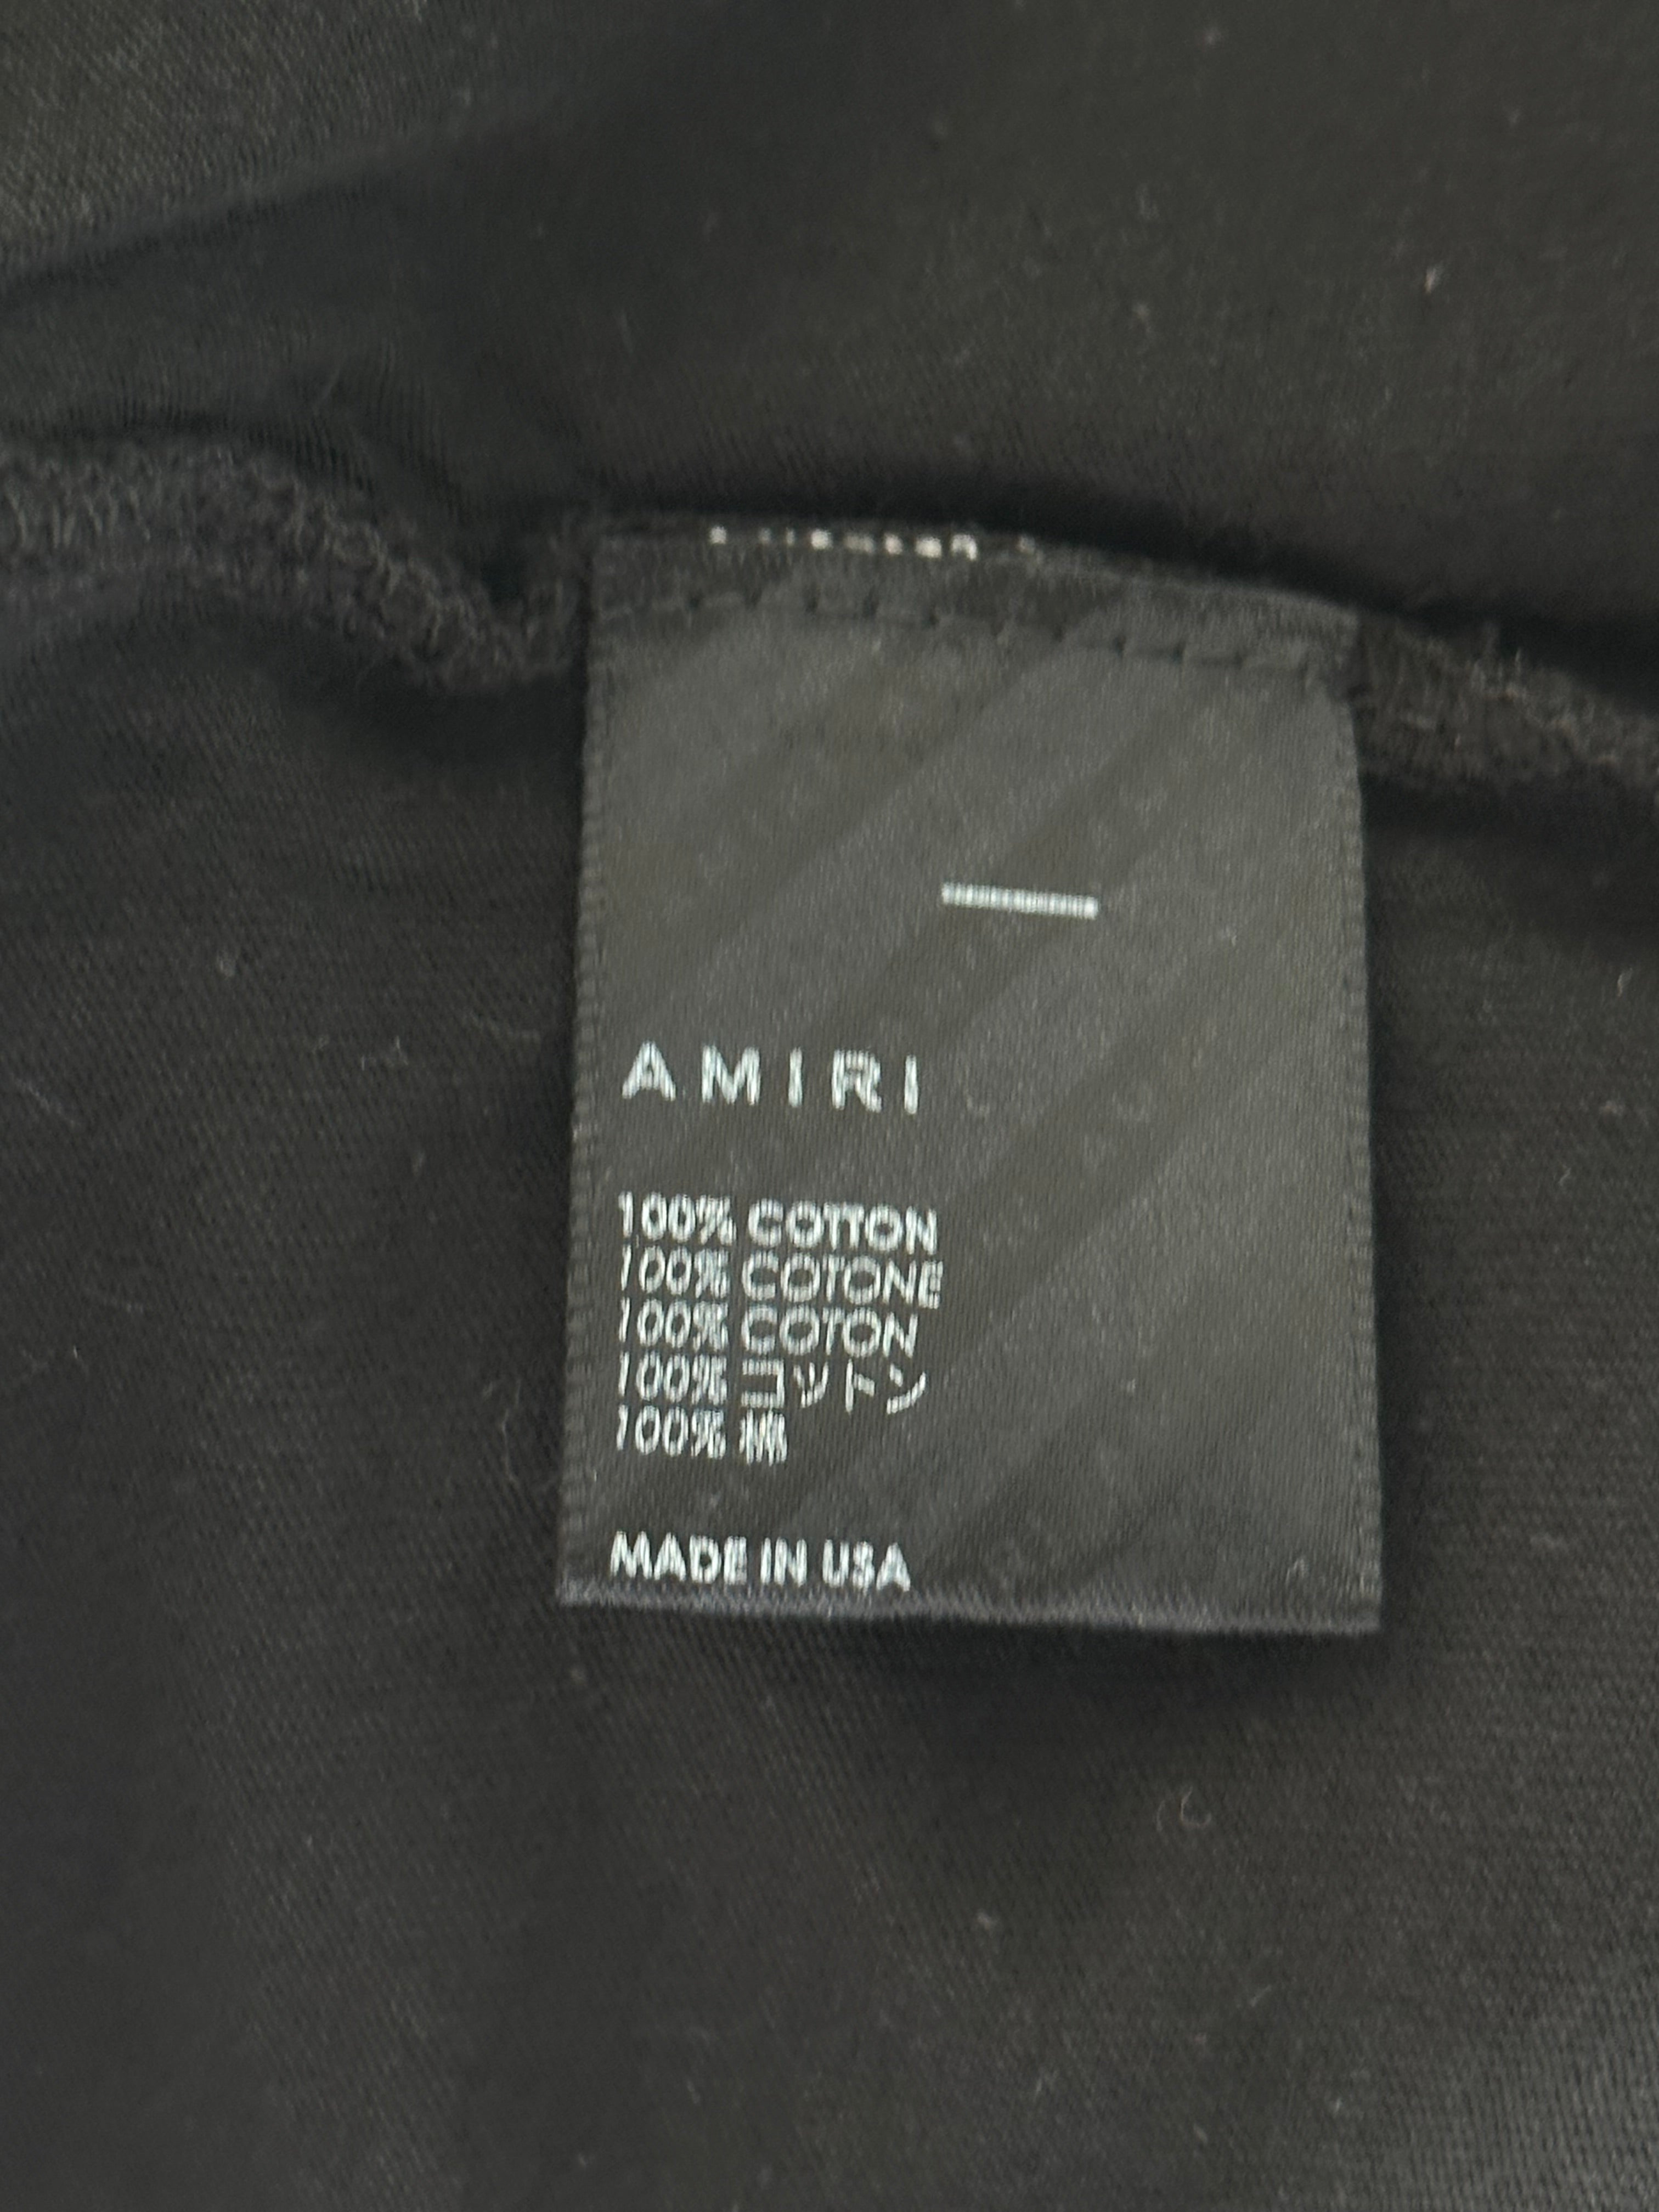 AMIRI
100% COTTON
100% COTONE
100% COTON
100% コットン
100% 棉
MADE IN USA